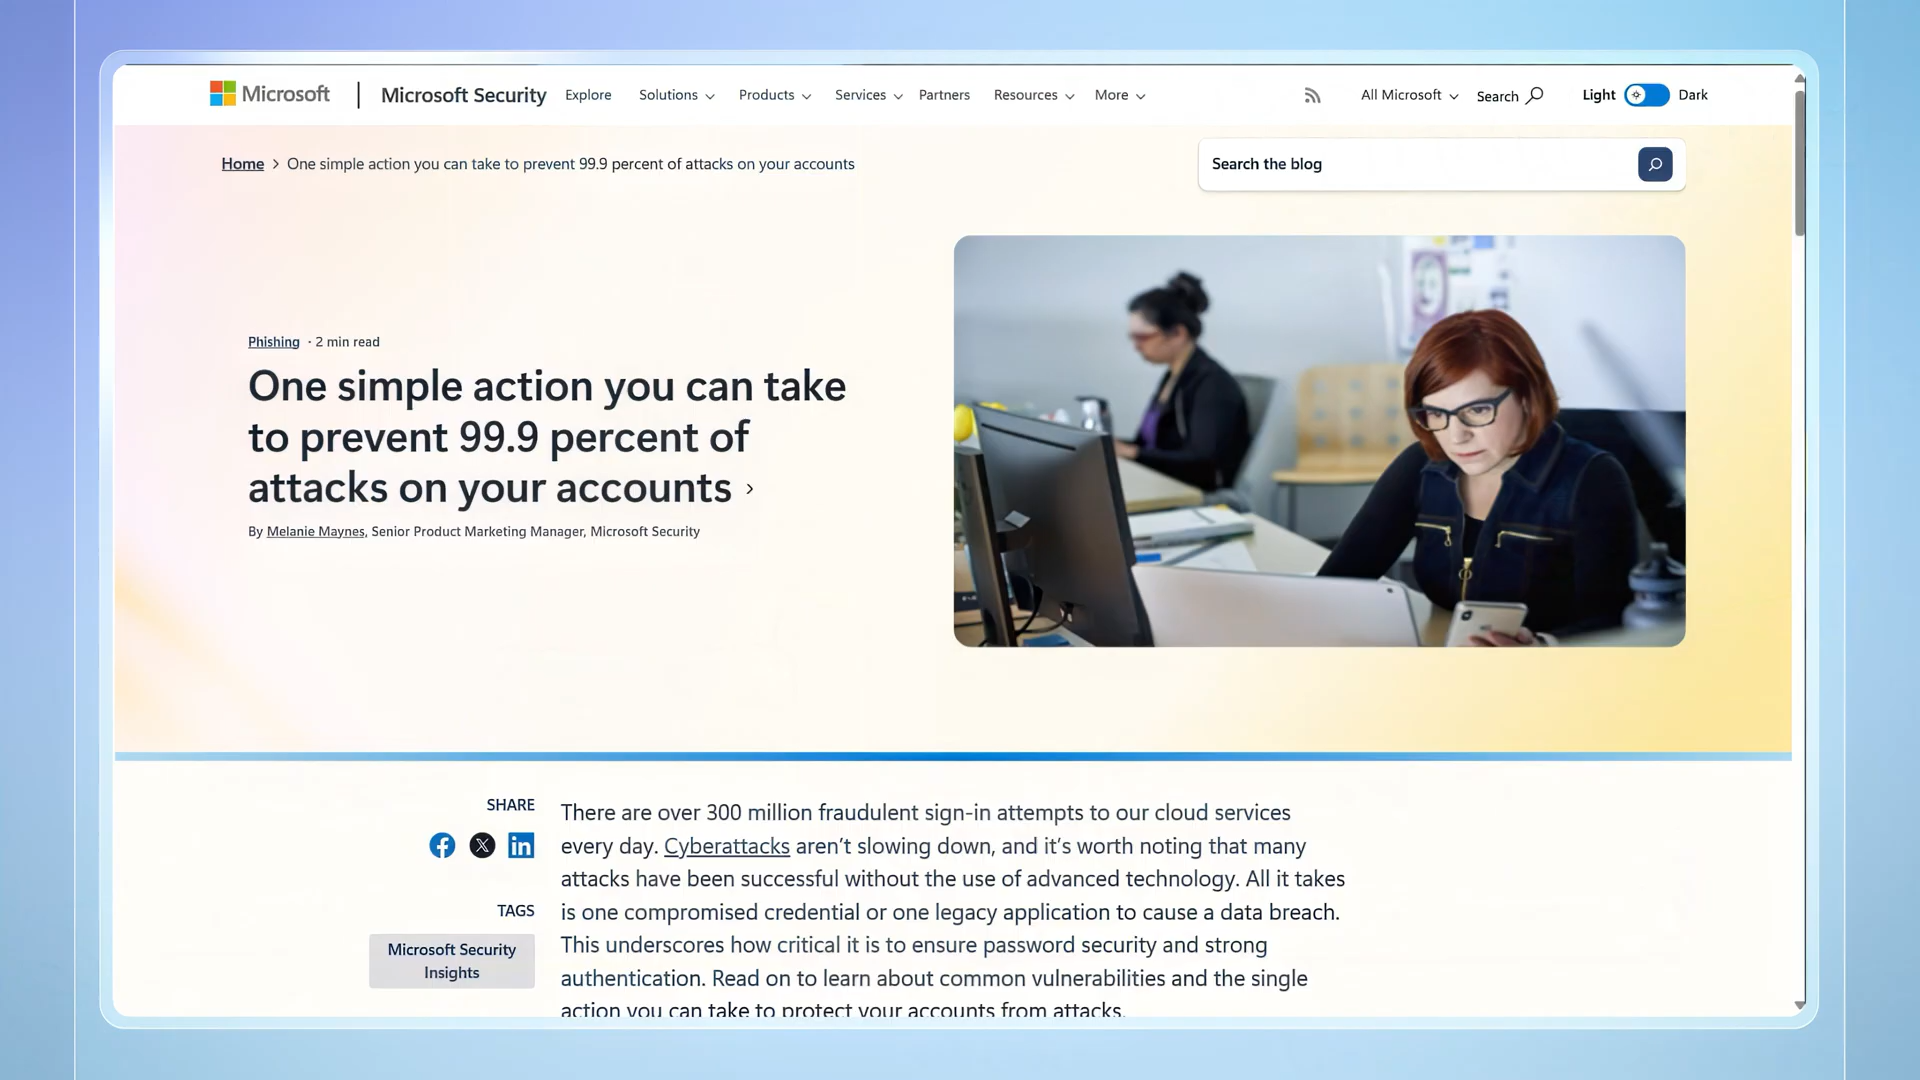 Microsoft
Microsoft Security
Explore
Solutions
Products
Services
Partners
Resources
More
All Microsoft
Search
Light
Dark
Home > One simple action you can take to prevent 99.9 percent of attacks on your accounts
Search the blog
Phishing · 2 min read
One simple action you can take
to prevent 99.9 percent of
attacks on your accounts ›
By Melanie Maynes, Senior Product Marketing Manager, Microsoft Security
SHARE
TAGS
Microsoft Security
Insights
There are over 300 million fraudulent sign-in attempts to our cloud services
every day. Cyberattacks aren’t slowing down, and it’s worth noting that many
attacks have been successful without the use of advanced technology. All it takes
is one compromised credential or one legacy application to cause a data breach.
This underscores how critical it is to ensure password security and strong
authentication. Read on to learn about common vulnerabilities and the single
action you can take to protect your accounts from attacks.